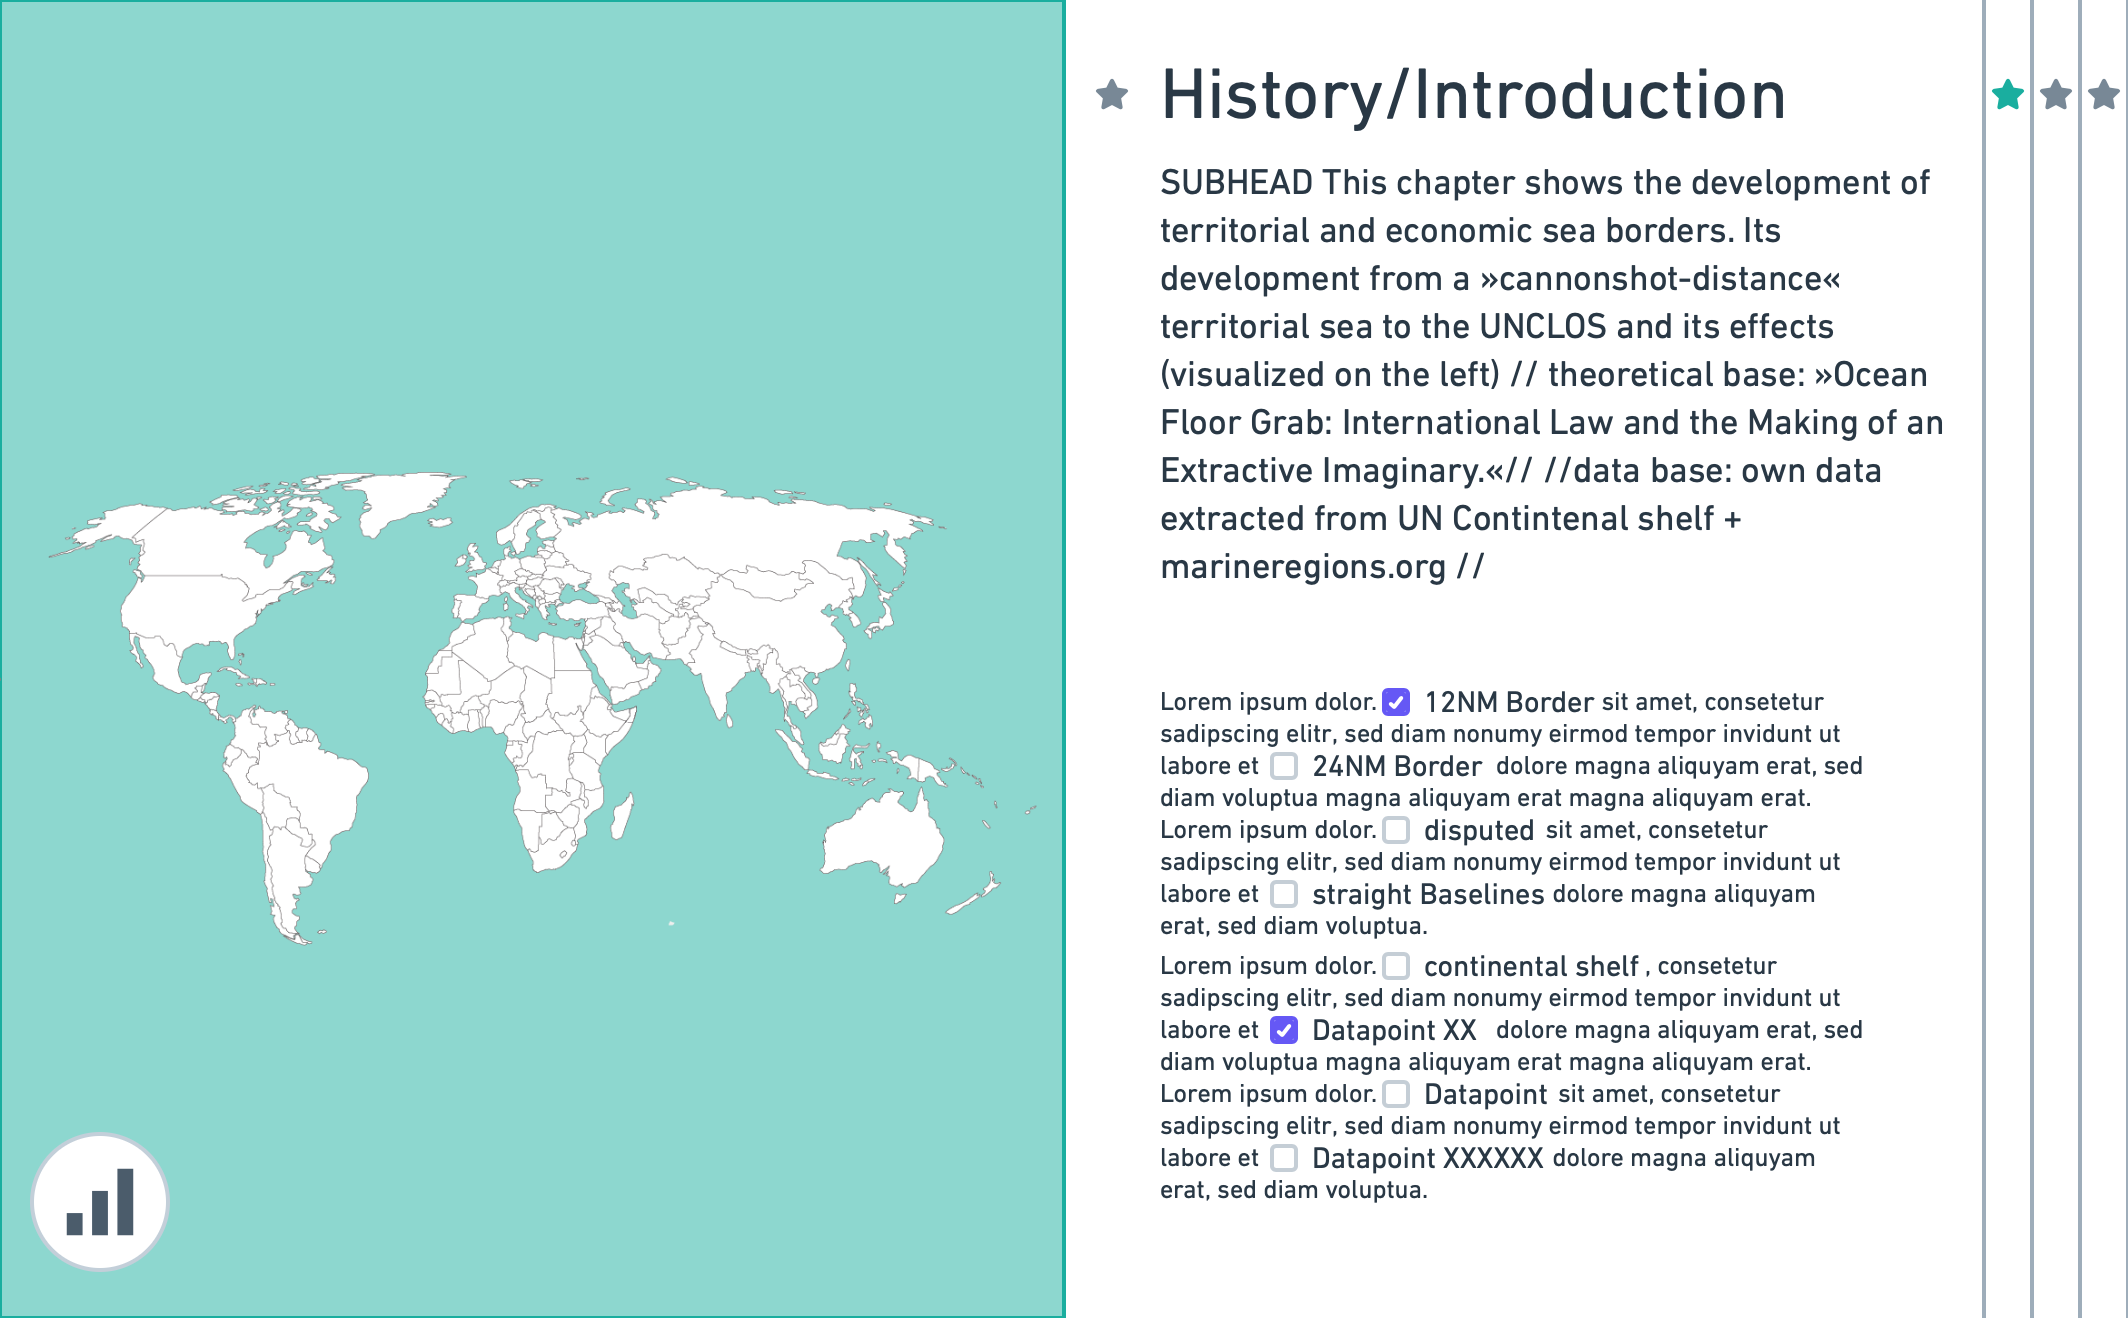 History/Introduction
SUBHEAD This chapter shows the development of
territorial and economic sea borders. Its
development from a »cannonshot-distance«
territorial sea to the UNCLOS and its effects
(visualized on the left) // theoretical base: »Ocean
Floor Grab: International Law and the Making of an
Extractive Imaginary.«// //data base: own data
extracted from UN Contintenal shelf +
marineregions.org //
Lorem ipsum dolor. 12NM Border sit amet, consetetur
sadipscing elitr, sed diam nonumy eirmod tempor invidunt ut
labore et 24NM Border dolore magna aliquyam erat, sed
diam voluptua magna aliquyam erat magna aliquyam erat.
Lorem ipsum dolor. disputed sit amet, consetetur
sadipscing elitr, sed diam nonumy eirmod tempor invidunt ut
labore et straight Baselines dolore magna aliquyam
erat, sed diam voluptua.
Lorem ipsum dolor. continental shelf , consetetur
sadipscing elitr, sed diam nonumy eirmod tempor invidunt ut
labore et Datapoint XX dolore magna aliquyam erat, sed
diam voluptua magna aliquyam erat magna aliquyam erat.
Lorem ipsum dolor. Datapoint sit amet, consetetur
sadipscing elitr, sed diam nonumy eirmod tempor invidunt ut
labore et Datapoint XXXXXX dolore magna aliquyam
erat, sed diam voluptua.